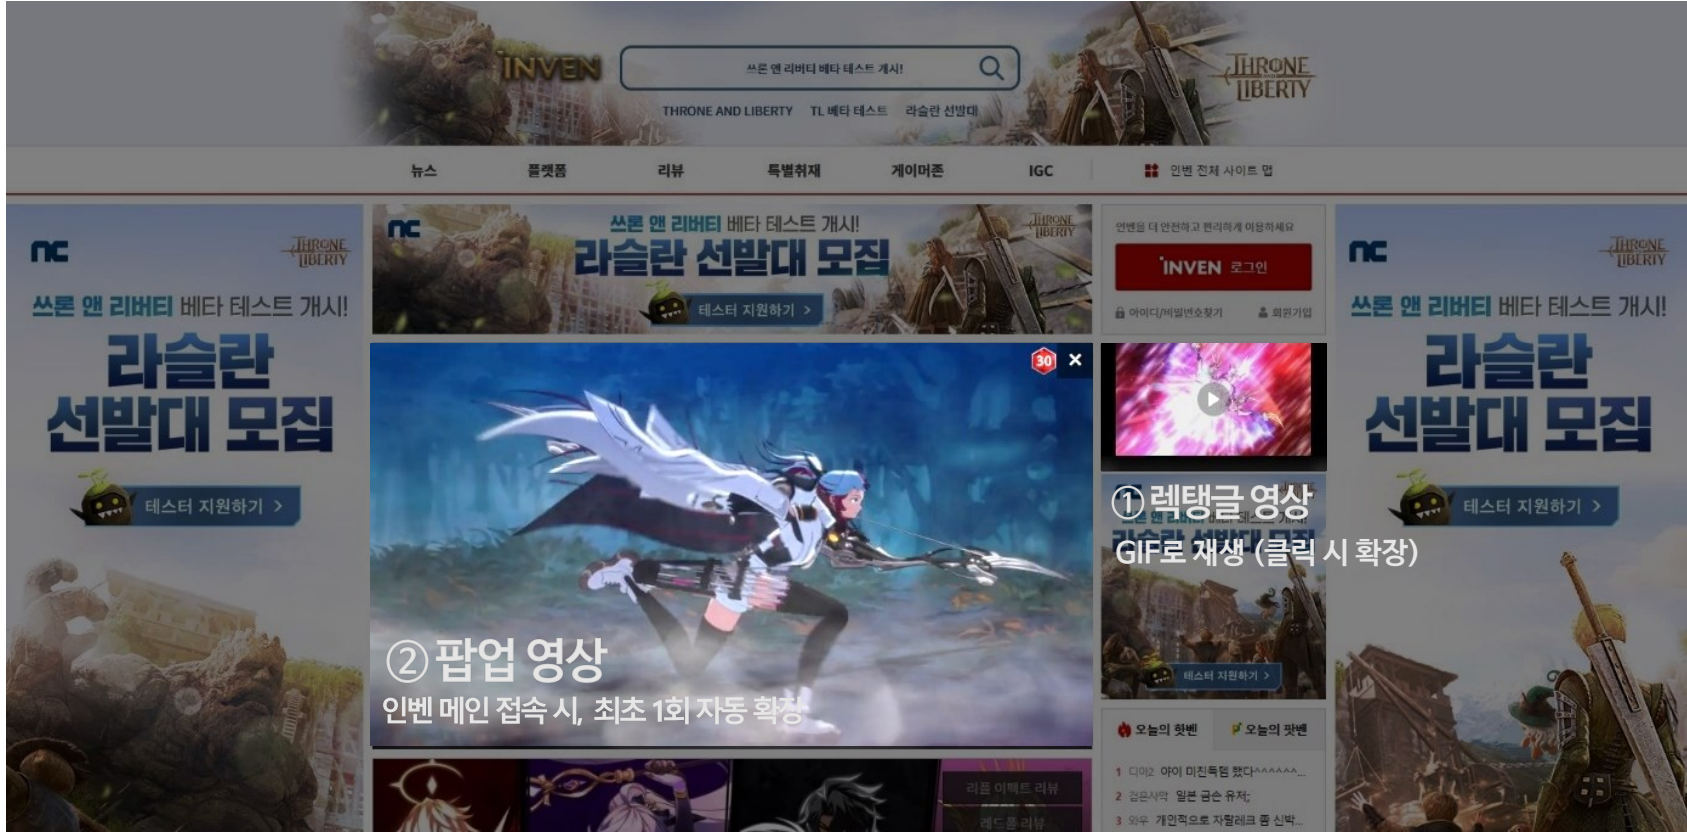 INVEN
쓰론 앤 리버티 베타 테스트 개시!
THRONE AND LIBERTY
THRONE AND LIBERTY TL 베타 테스트 라슬란 선발대
뉴스 플랫폼 리뷰 특별취재 게이머존 IGC 인벤 전체 사이트 맵
NC
THRONE AND LIBERTY
쓰론 앤 리버티 베타 테스트 개시!
라슬란
선발대 모집
테스터 지원하기 >
NC
쓰론 앤 리버티 베타 테스트 개시!
THRONE AND LIBERTY
라슬란 선발대 모집
테스터 지원하기 >
인벤을 더 안전하고 편리하게 이용하세요
INVEN 로그인
아이디/비밀번호찾기 회원가입
NC
THRONE AND LIBERTY
쓰론 앤 리버티 베타 테스트 개시!
라슬란
선발대 모집
테스터 지원하기 >
30 ×
② 팝업 영상
인벤 메인 접속 시, 최초 1회 자동 확장
① 렉탱글 영상
GIF로 재생 (클릭 시 확장)
테스터 지원하기 >
오늘의 핫벤 오늘의 팟벤
1 디아2 야이 미친득템 했다^^^^^^...
2 검은사막 일본 금손 유저;
3 와우 개인적으로 자랄레크 좀 신박...
리플 이펙트 리뷰
레드폴 리뷰